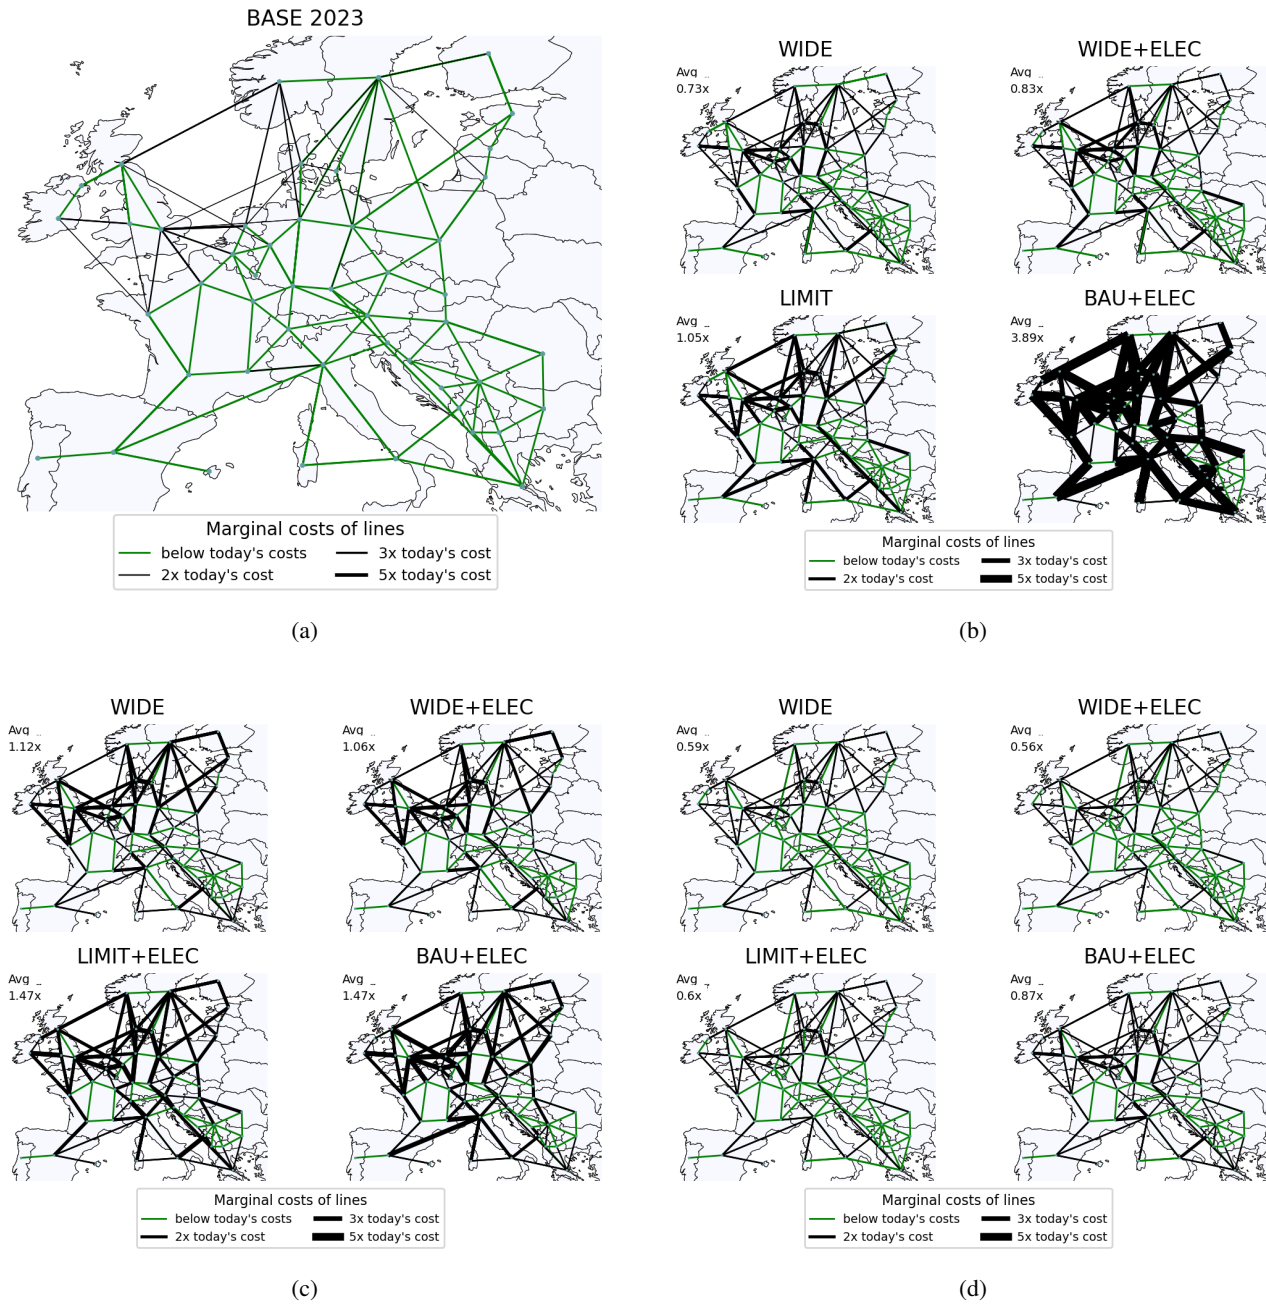 BASE 2023
below today's costs
2x today's cost
3x today's cost
5x today's cost
Marginal costs of lines
(a)
WIDE
Avg
0.73x
WIDE+ELEC
Avg
0.83x
LIMIT
Avg
1.05x
BAU+ELEC
Avg
3.89x
Marginal costs of lines
below today's costs
2x today's cost
3x today's cost
5x today's cost
(b)
WIDE
Avg
1.12x
WIDE+ELEC
Avg
1.06x
LIMIT+ELEC
Avg
1.47x
BAU+ELEC
Avg
1.47x
Marginal costs of lines
below today's costs
2x today's cost
3x today's cost
5x today's cost
(c)
WIDE
Avg
0.59x
WIDE+ELEC
Avg
0.56x
LIMIT+ELEC
Avg
0.6x
BAU+ELEC
Avg
0.87x
Marginal costs of lines
below today's costs
2x today's cost
3x today's cost
5x today's cost
(d)